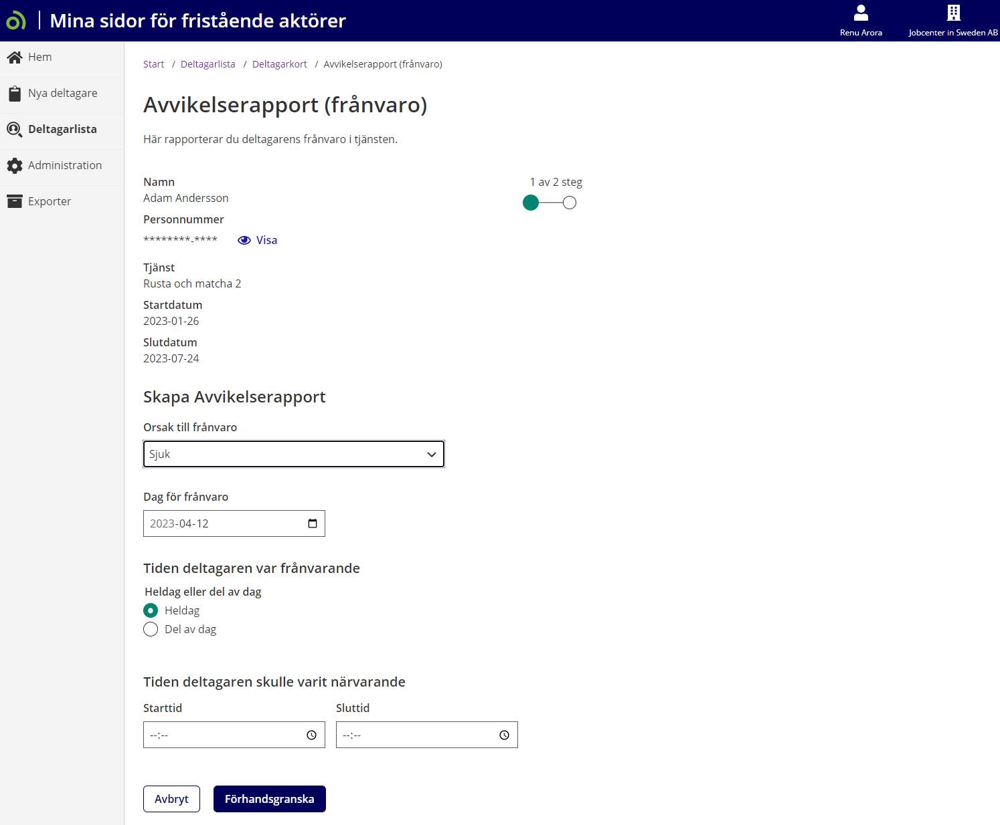 Mina sidor för fristående aktörer
Renu Arora
Jobcenter in Sweden AB
Hem
Nya deltagare
Deltagarlista
Administration
Exporter
Start / Deltagarlista / Deltagarkort / Avvikelserapport (frånvaro)
Avvikelserapport (frånvaro)
Här rapporterar du deltagarens frånvaro i tjänsten.
Namn
Adam Andersson
1 av 2 steg
Personnummer
********-**** Visa
Tjänst
Rusta och matcha 2
Startdatum
2023-01-26
Slutdatum
2023-07-24
Skapa Avvikelserapport
Orsak till frånvaro
Sjuk
Dag för frånvaro
2023-04-12
Tiden deltagaren var frånvarande
Heldag eller del av dag
Heldag
Del av dag
Tiden deltagaren skulle varit närvarande
Starttid Sluttid
--:-- --:--
Avbryt Förhandsgranska